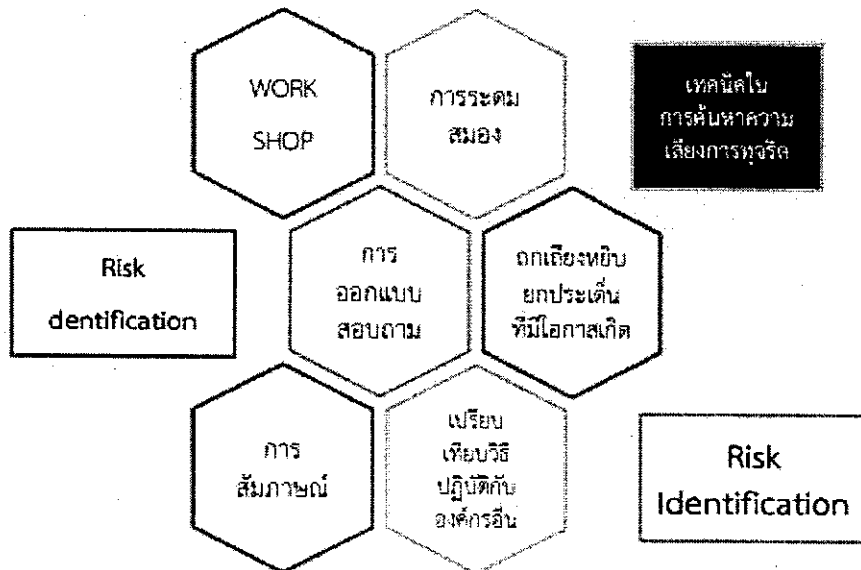 WORK
SHOP
การระดม
สมอง
เทคนิคใน
การค้นหาความ
เสี่ยงการทุจริต
Risk
dentification
การ
ออกแบบ
สอบถาม
ถกเถียงหยิบ
ยกประเด็น
ที่มีโอกาสเกิด
การ
สัมภาษณ์
เปรียบ
เทียบวิธี
ปฏิบัติกับ
องค์กรอื่น
Risk
Identification